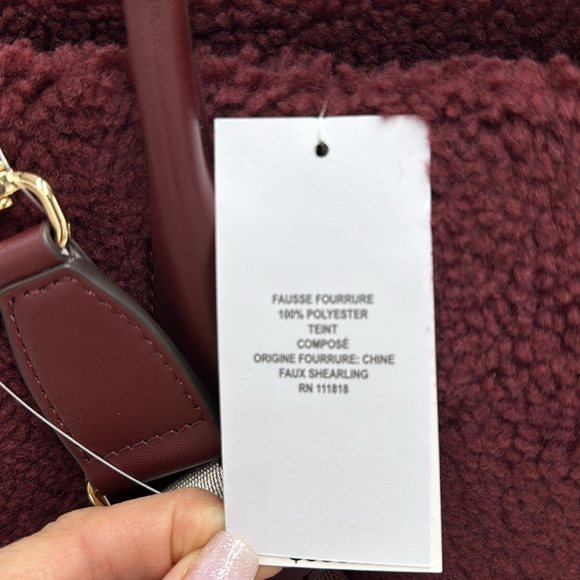 FAUSSE FOURRURE
100% POLYESTER
TEINT
COMPOSÉ
ORIGINE FOURRURE: CHINE
FAUX SHEARLING
RN 111818